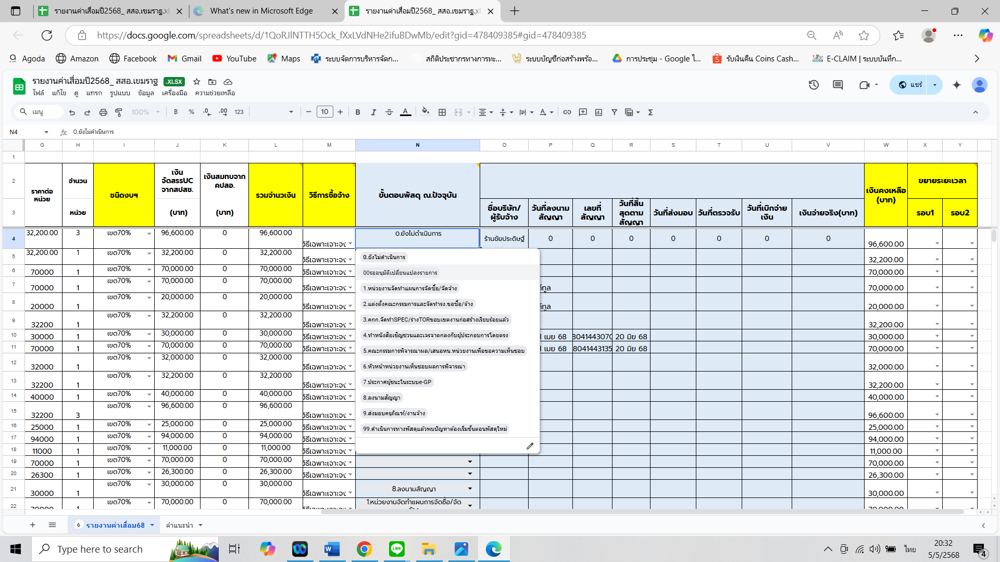 รายงานค่าเสื่อมปี2568_ สสอ.เขมราฐ.xl
What's new in Microsoft Edge
รายงานค่าเสื่อมปี2568_ สสอ.เขมราฐ.xl
https://docs.google.com/spreadsheets/d/1QoRJlNTTH5Ock_fXxLVdNHe2ifuBDwMb/edit?gid=478409385#gid=478409385
Agoda Amazon Facebook Gmail YouTube Maps ระบบจัดการบริหารจัดก... สถิติประชากรทางการทะ... ระบบบัญชีก่อสร้างพร้อ... การประชุม - Google ไ... รับเงินคืน Coins Cash... E-CLAIM | ระบบบันทึก...
รายงานค่าเสื่อมปี2568_ สสอ.เขมราฐ .XLSX
ไฟล์ แก้ไข ดู แทรก รูปแบบ ข้อมูล เครื่องมือ ความช่วยเหลือ
แชร์
เมนู 100% ฿ % .0 .00 123 10 B I A Σ
N4 fx 0.ยังไม่ดำเนินการ
G H I J K L M N O P Q R S T U V W X Y
1
2
3
ราคาต่อ
หน่วย
จำนวน
หน่วย
ชนิดงบฯ
เงิน
จัดสรรUC
จากสปสช.
(บาท)
เงินสมทบจาก
คปสอ.
(บาท)
รวมจำนวเงิน
วิธีการซื้อจ้าง
ขั้นตอนพัสดุ ณ.ปัจจุบัน
ชื่อบริษัท/
ผู้รับจ้าง
วันที่ลงนาม
สัญญา
เลขที่
สัญญา
วันที่สิ้น
สุดตาม
สัญญา
วันที่ส่งมอบ
วันที่ตรวจรับ
วันที่เบิกจ่าย
เงิน
เงินจ่ายจริง(บาท)
เงินคงเหลือ
(บาท)
ขยายระยะเวลา
รอบ1 รอบ2
4 32,200.00 3 เขต70% 96,600.00 0 96,600.00 วิธีเฉพาะเจาะจง 0.ยังไม่ดำเนินการ ร้านชัยประดิษฐ์ 0 0 0 0 0 0 0 96,600.00
5 32,200.00 1 เขต70% 32,200.00 0 32,200.00 วิธีเฉพาะเจาะจง 32,200.00
6 70000 1 เขต70% 70,000.00 0 70,000.00 วิธีเฉพาะเจาะจง 70,000.00
7 70000 1 เขต70% 70,000.00 0 70,000.00 วิธีเฉพาะเจาะจง 70,000.00
8 20000 1 เขต70% 20,000.00 0 20,000.00 วิธีเฉพาะเจาะจง 20,000.00
9 32200 1 เขต70% 32,200.00 0 32,200.00 วิธีเฉพาะเจาะจง 32,200.00
10 30000 1 เขต70% 30,000.00 0 30,000.00 วิธีเฉพาะเจาะจง เมย 68 8041443070 20 มิย 68 30,000.00
11 70000 1 เขต70% 70,000.00 0 70,000.00 วิธีเฉพาะเจาะจง เมย 68 8041443135 20 มิย 68 70,000.00
12 32000 1 เขต70% 32,000.00 0 32,000.00 วิธีเฉพาะเจาะจง 32,000.00
13 32200 1 เขต70% 32,200.00 0 32,200.00 วิธีเฉพาะเจาะจง 32,200.00
14 40000 1 เขต70% 40,000.00 0 40,000.00 วิธีเฉพาะเจาะจง 40,000.00
15 32200 3 เขต70% 96,600.00 0 96,600.00 วิธีเฉพาะเจาะจง 96,600.00
16 25000 1 เขต70% 25,000.00 0 25,000.00 วิธีเฉพาะเจาะจง 25,000.00
17 94000 1 เขต70% 94,000.00 0 94,000.00 วิธีเฉพาะเจาะจง 94,000.00
18 11000 1 เขต70% 11,000.00 0 11,000.00 วิธีเฉพาะเจาะจง 11,000.00
19 70000 1 เขต70% 70,000.00 0 70,000.00 วิธีเฉพาะเจาะจง 70,000.00
20 26300 1 เขต70% 26,300.00 0 26,300.00 วิธีเฉพาะเจาะจง 26,300.00
21 30000 1 เขต70% 30,000.00 0 30,000.00 วิธีเฉพาะเจาะจง 8.ลงนามสัญญา 30,000.00
22 70000 1 เขต70% 70,000.00 0 70,000.00 1.หน่วยงานจัดทำแผนการจัดซื้อ/จัด 70,000.00
0.ยังไม่ดำเนินการ
00รออนุมัติเปลี่ยนแปลงรายการ
1.หน่วยงานจัดทำแผนการจัดซื้อ/จัดจ้าง
2.แต่งตั้งคณะกรรมการและจัดทำรง.ขอซื้อ/จ้าง
3.คกก.จัดทำSPEC/ร่างTORขอบเขตงานก่อสร้างเรียบร้อยแล้ว
4.ทำหนังสือเชิญชวนและเจรจาตกลงกับผู้ประกอบการโดยตรง
5.คณะกรรมการพิจารณาผล/เสนอหน.หน่วยงานเพื่อขอความเห็นชอบ
6.หัวหน้าหน่วยงานเห็นชอบผลการพิจารณา
7.ประกาศผู้ชนะในระบบe-GP
8.ลงนามสัญญา
9.ส่งมอบครุภัณฑ์/งานจ้าง
99.ดำเนินการทางพัสดุแล้วพบปัญหาต้องเริ่มขั้นตอนพัสดุใหม่
6 รายงานค่าเสื่อม68 คำแนะนำ
Type here to search
ไทย
20:32
5/5/2568
4